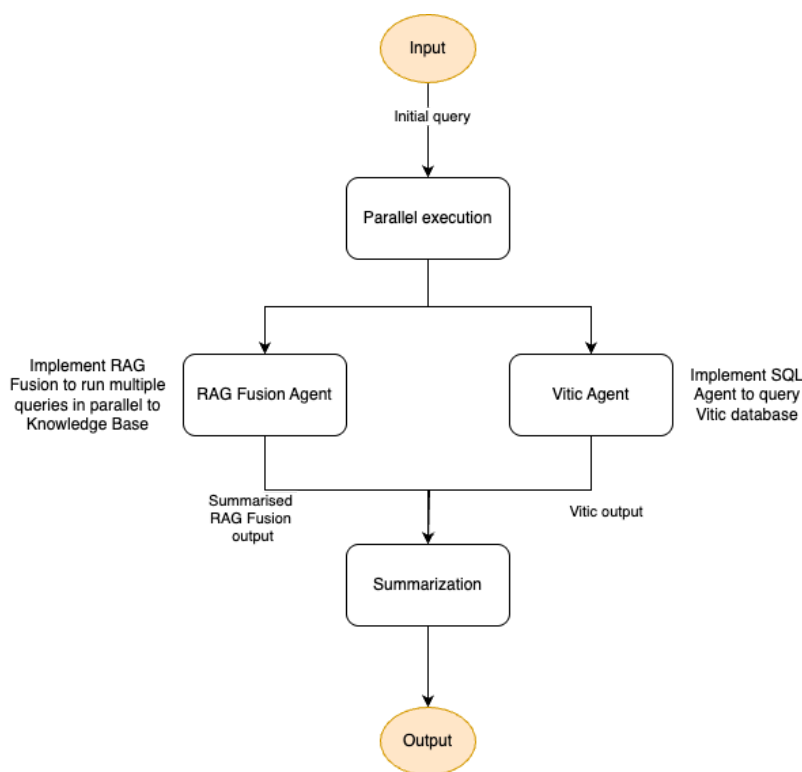 Input
Initial query
Parallel execution
Implement RAG
Fusion to run multiple
queries in parallel to
Knowledge Base
RAG Fusion Agent
Vitic Agent
Implement SQL
Agent to query
Vitic database
Summarised
RAG Fusion
output
Vitic output
Summarization
Output